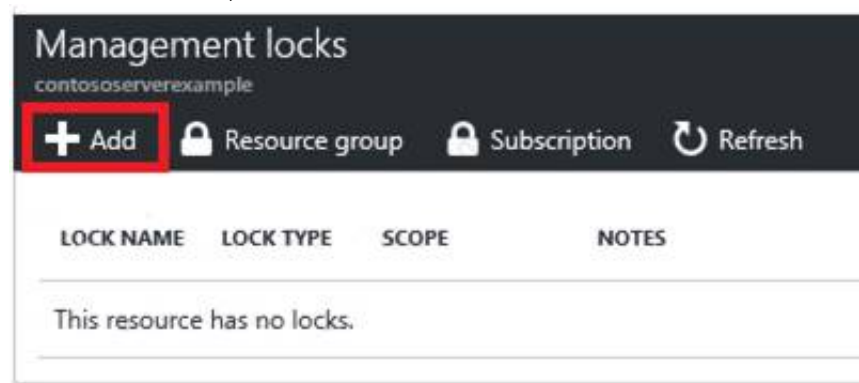 Management locks
contososerverexample
Add Resource group Subscription Refresh
LOCK NAME LOCK TYPE SCOPE NOTES
This resource has no locks.